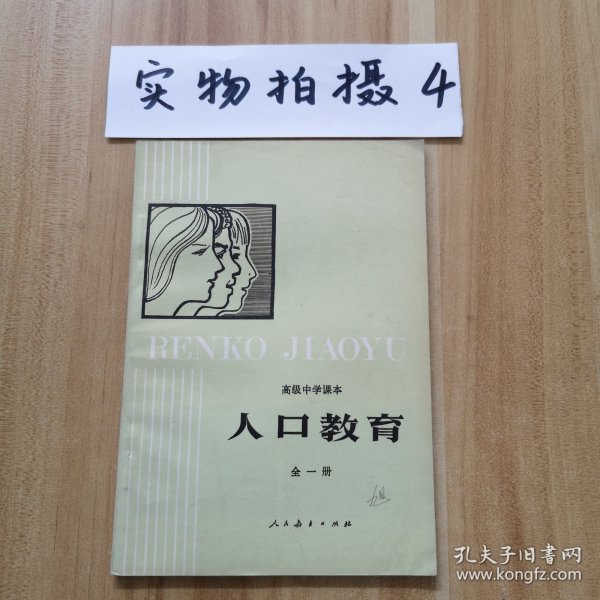 实物拍摄4
RENKO JIAOYU
高级中学课本
人口教育
全一册
旭
人民教育出版社
孔夫子旧书网
www.kongfz.com